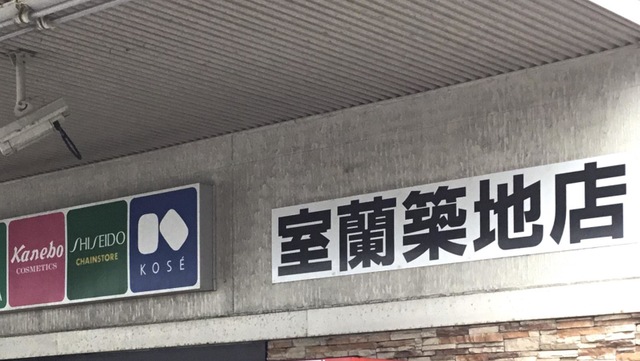 Kanebo
COSMETICS
SHISEIDO
CHAINSTORE
KOSÉ
室蘭築地店